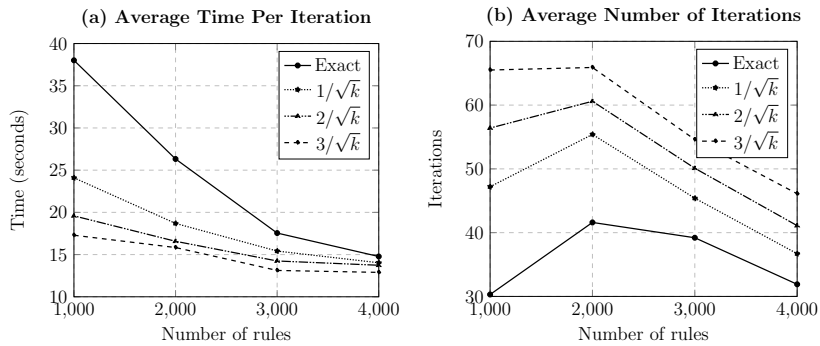 (a) Average Time Per Iteration
40
35
30
25
20
15
10
1,000 2,000 3,000 4,000
Number of rules
Time (seconds)
Exact
1/√k
2/√k
3/√k
(b) Average Number of Iterations
70
60
50
40
30
1,000 2,000 3,000 4,000
Number of rules
Iterations
Exact
1/√k
2/√k
3/√k